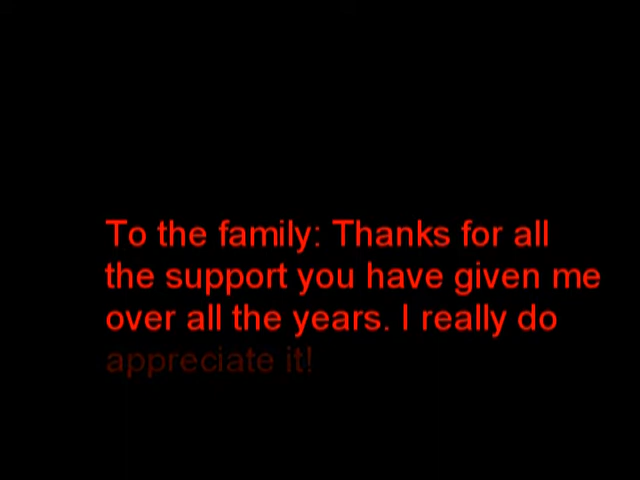 To the family: Thanks for all
the support you have given me
over all the years. I really do
appreciate it!